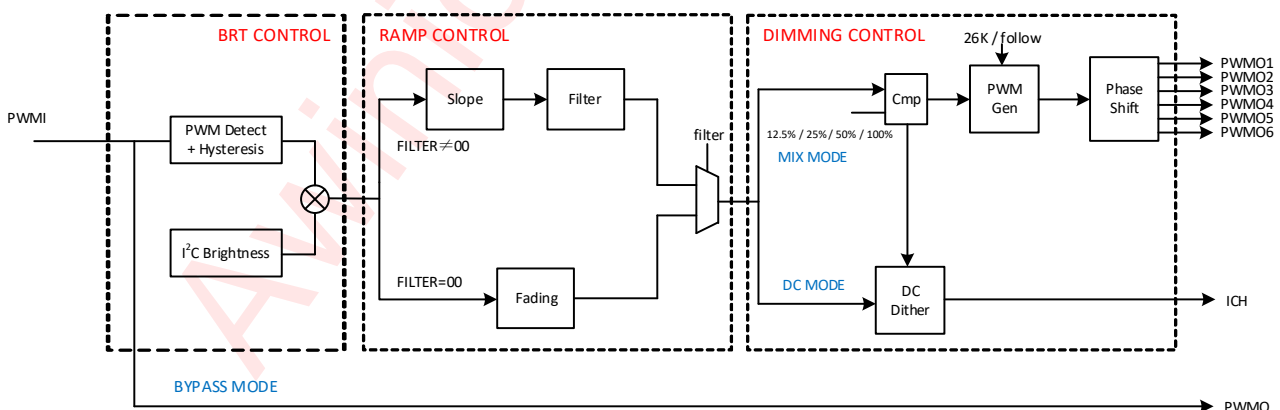 BRT CONTROL
RAMP CONTROL
DIMMING CONTROL
26K / follow
PWMI
PWM Detect
+ Hysteresis
I²C Brightness
Slope
Filter
FILTER≠00
FILTER=00
Fading
filter
Cmp
12.5% / 25% / 50% / 100%
MIX MODE
PWM
Gen
Phase
Shift
PWMO1
PWMO2
PWMO3
PWMO4
PWMO5
PWMO6
DC MODE
DC
Dither
ICH
BYPASS MODE
PWMO
Awinic